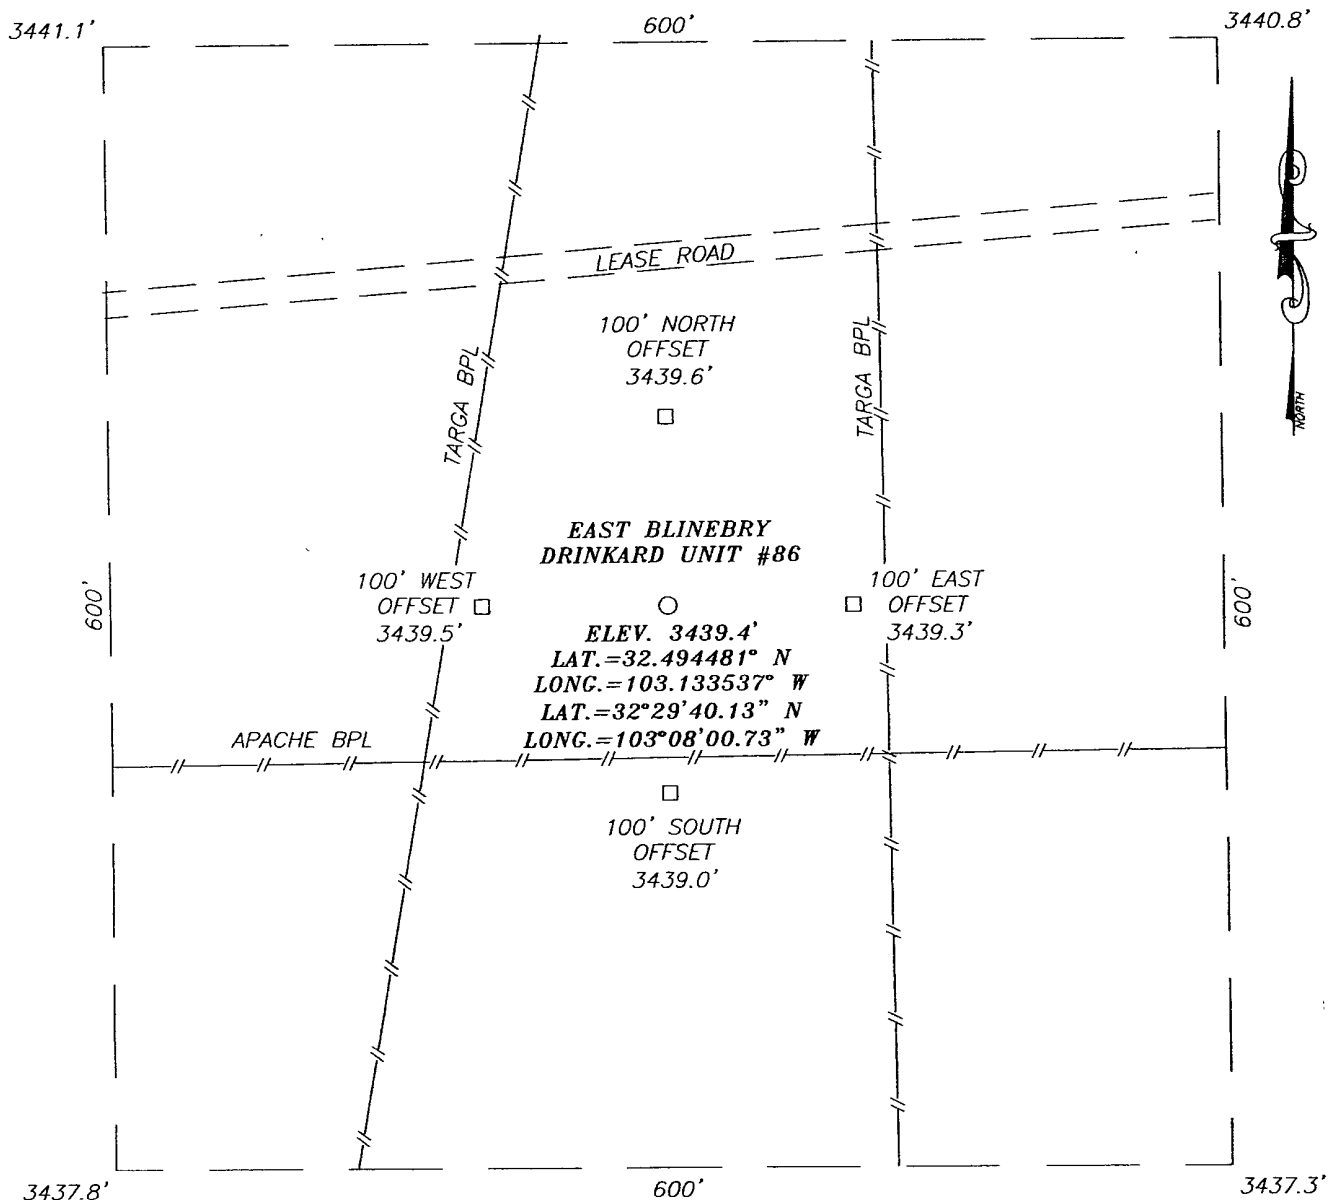 3441.1'
600'
3440.8'
LEASE ROAD
100' NORTH
OFFSET
3439.6'
TARGA BPL
TARGA BPL
NORTH
EAST BLINEBRY
DRINKARD UNIT #86
100' WEST
OFFSET
3439.5'
100' EAST
OFFSET
3439.3'
600'
600'
ELEV. 3439.4'
LAT.=32.494481° N
LONG.=103.133537° W
LAT.=32°29'40.13" N
LONG.=103°08'00.73" W
APACHE BPL
100' SOUTH
OFFSET
3439.0'
3437.8'
600'
3437.3'